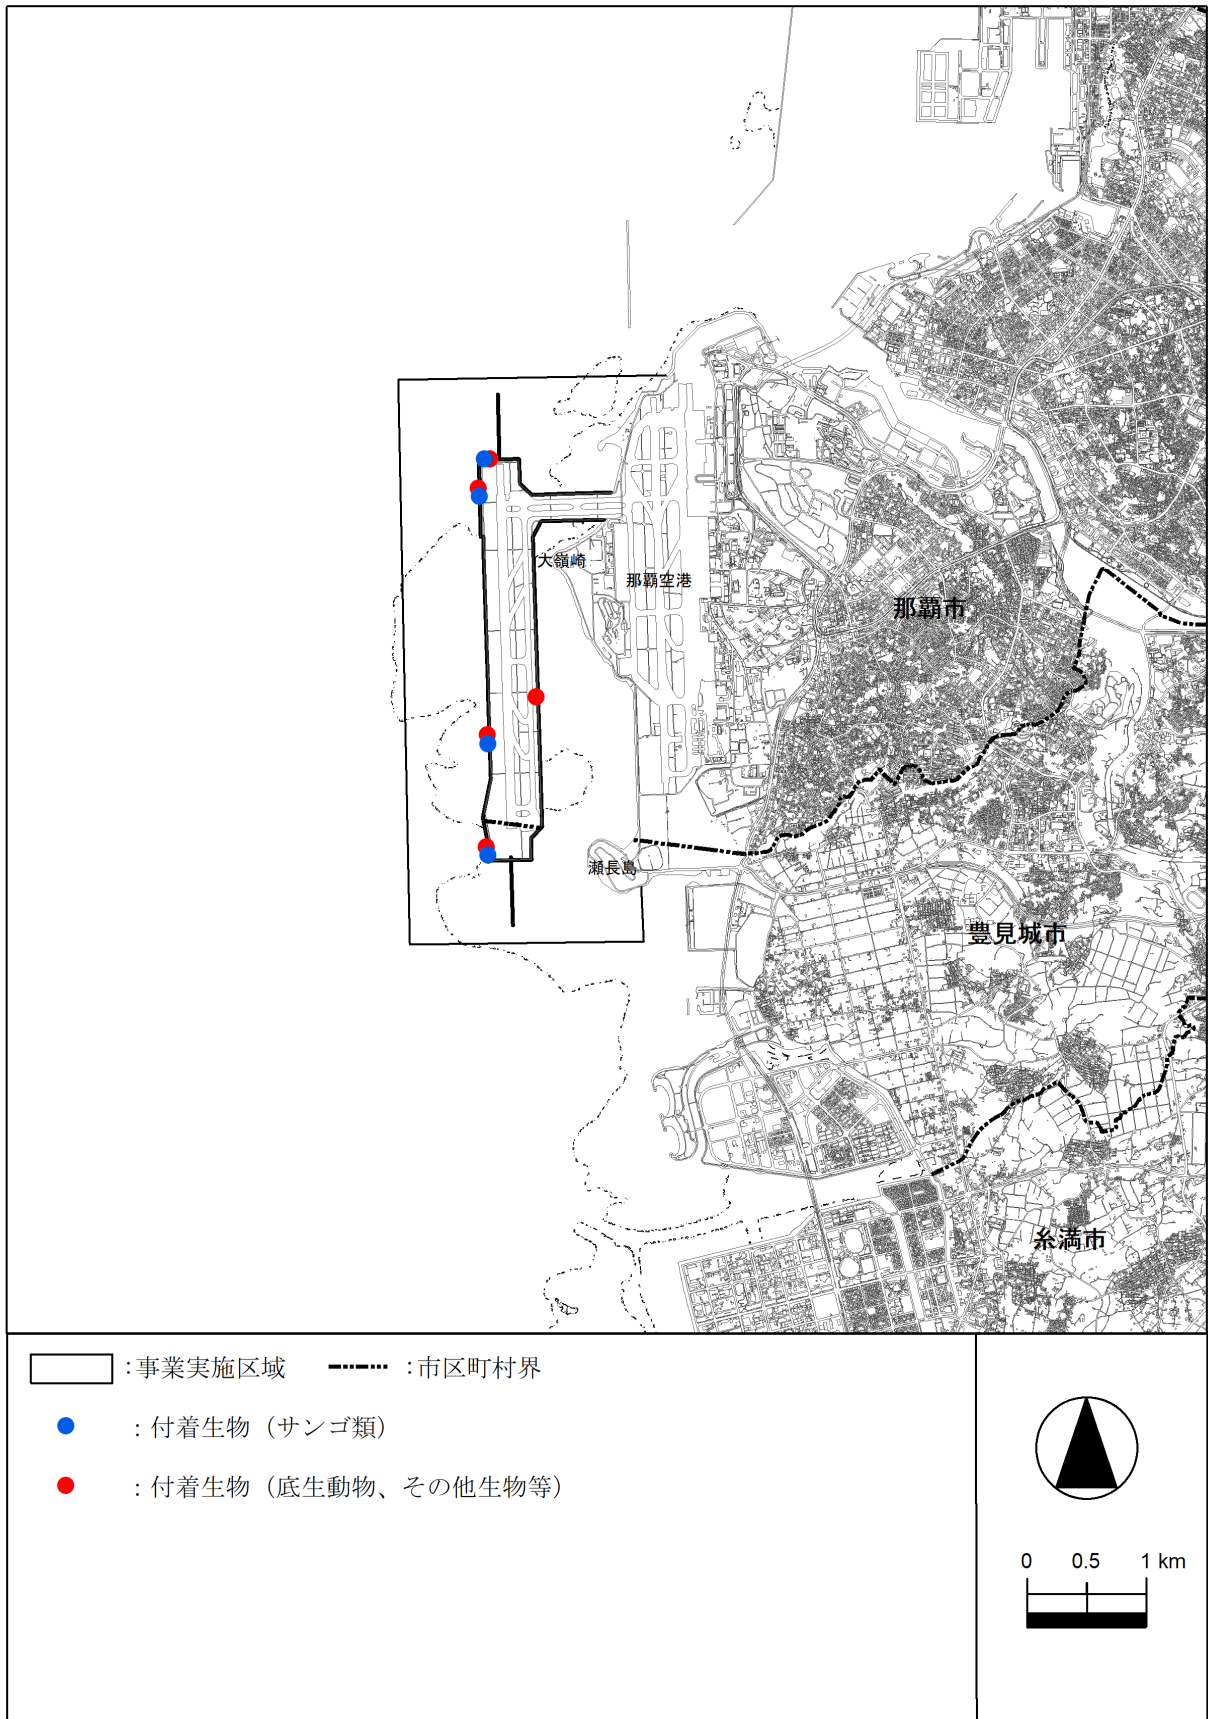 大嶺崎
那覇空港
那覇市
瀬長島
豊見城市
糸満市
:事業実施区域
:市区町村界
:付着生物（サンゴ類）
:付着生物（底生動物、その他生物等）
0 0.5 1 km